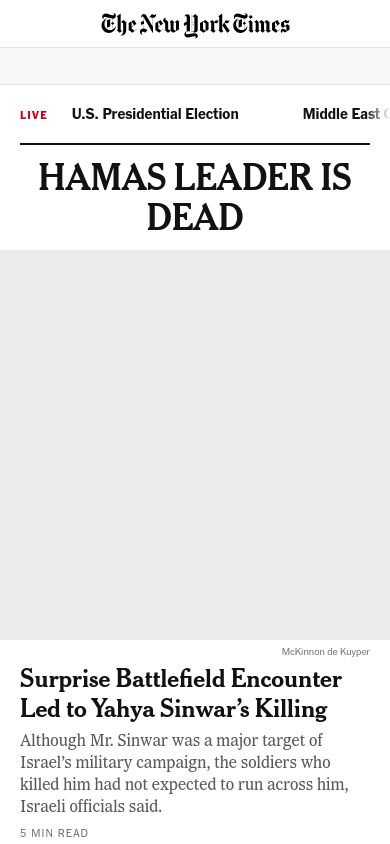 The New York Times
LIVE U.S. Presidential Election Middle East
HAMAS LEADER IS
DEAD
McKinnon de Kuyper
Surprise Battlefield Encounter
Led to Yahya Sinwar’s Killing
Although Mr. Sinwar was a major target of
Israel’s military campaign, the soldiers who
killed him had not expected to run across him,
Israeli officials said.
5 MIN READ